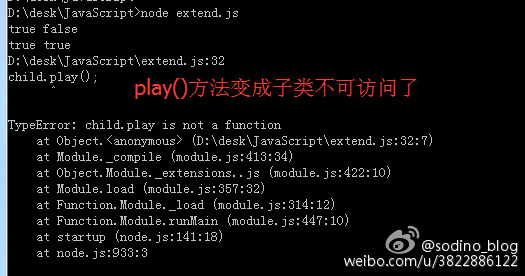 D:\desk\JavaScript>node extend.js
true false
true true
D:\desk\JavaScript\extend.js:32
child.play();
^
play()方法变成子类不可访问了
TypeError: child.play is not a function
at Object.<anonymous> (D:\desk\JavaScript\extend.js:32:7)
at Module._compile (module.js:413:34)
at Object.Module._extensions..js (module.js:422:10)
at Module.load (module.js:357:32)
at Function.Module._load (module.js:314:12)
at Function.Module.runMain (module.js:447:10)
at startup (node.js:141:18)
at node.js:933:3
@sodino_blog
weibo.com/u/3822886122